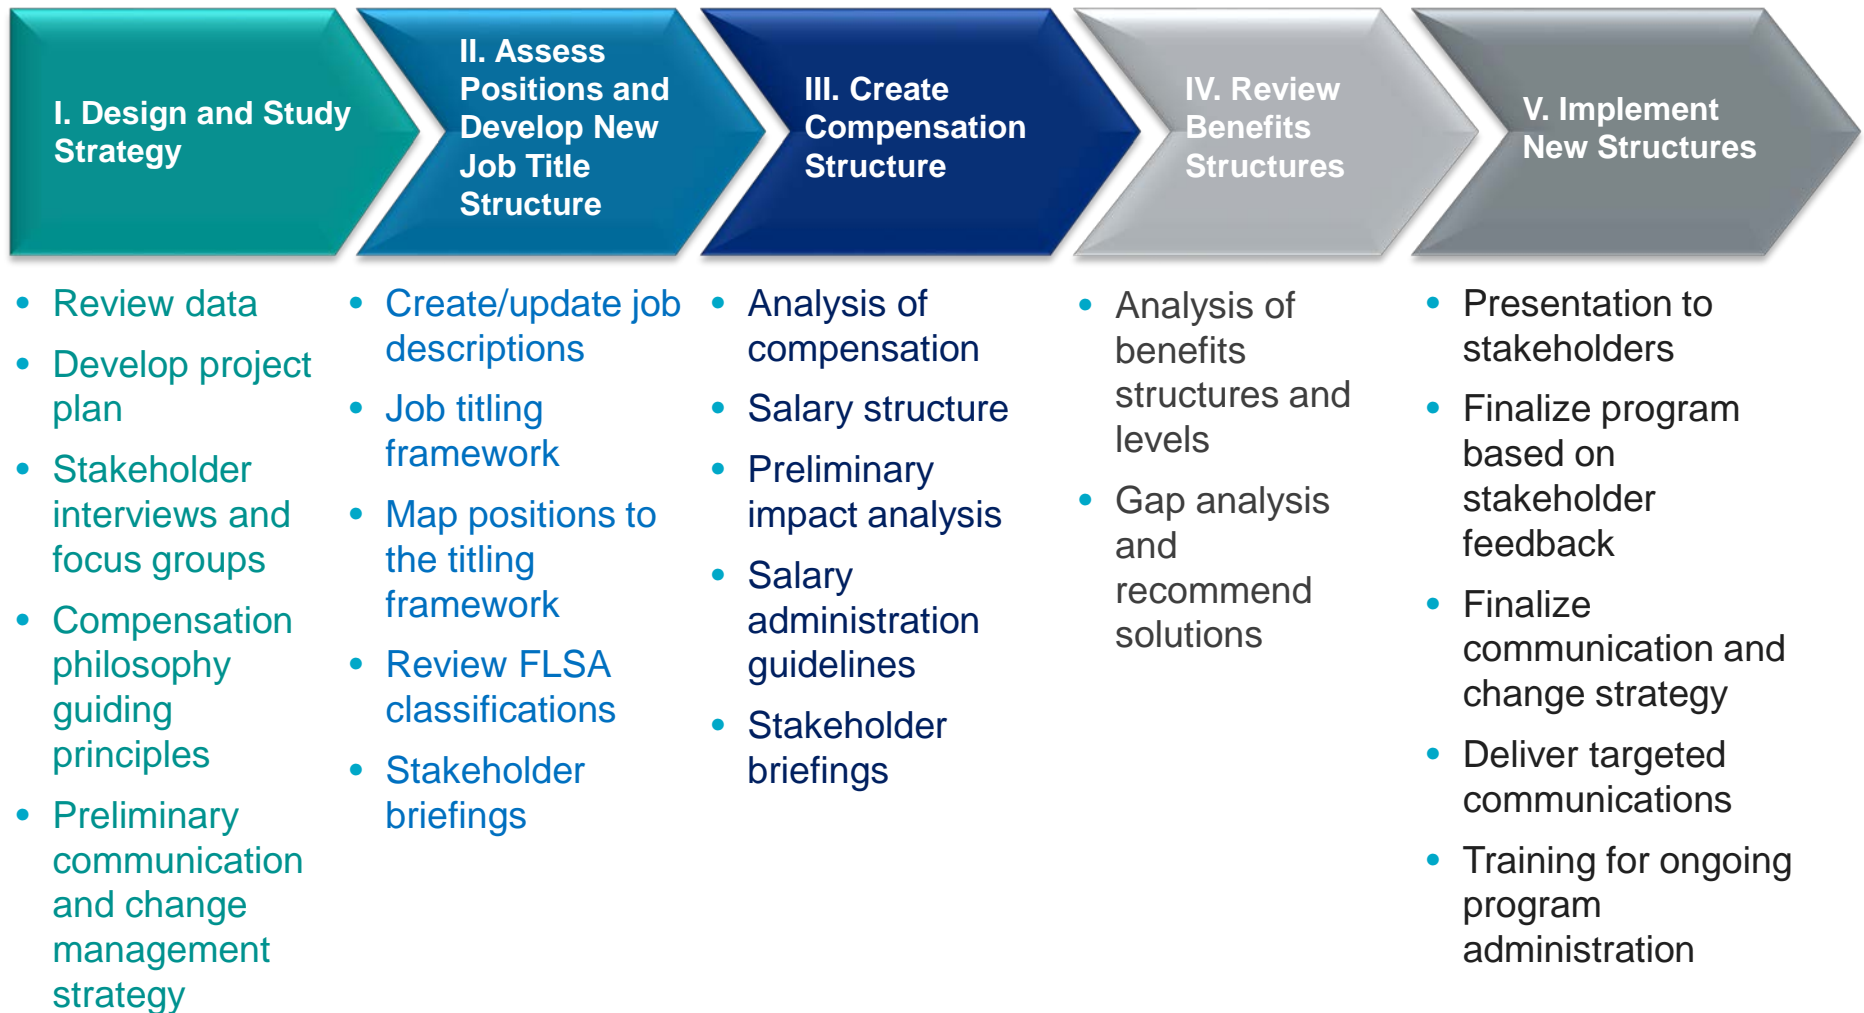 I. Design and Study
Strategy
II. Assess
Positions and
Develop New
Job Title
Structure
III. Create
Compensation
Structure
IV. Review
Benefits
Structures
V. Implement
New Structures
• Review data
• Develop project
plan
• Stakeholder
interviews and
focus groups
• Compensation
philosophy
guiding
principles
• Preliminary
communication
and change
management
strategy
• Create/update job
descriptions
• Job titling
framework
• Map positions to
the titling
framework
• Review FLSA
classifications
• Stakeholder
briefings
• Analysis of
compensation
• Salary structure
• Preliminary
impact analysis
• Salary
administration
guidelines
• Stakeholder
briefings
• Analysis of
benefits
structures and
levels
• Gap analysis
and
recommend
solutions
• Presentation to
stakeholders
• Finalize program
based on
stakeholder
feedback
• Finalize
communication and
change strategy
• Deliver targeted
communications
• Training for ongoing
program
administration